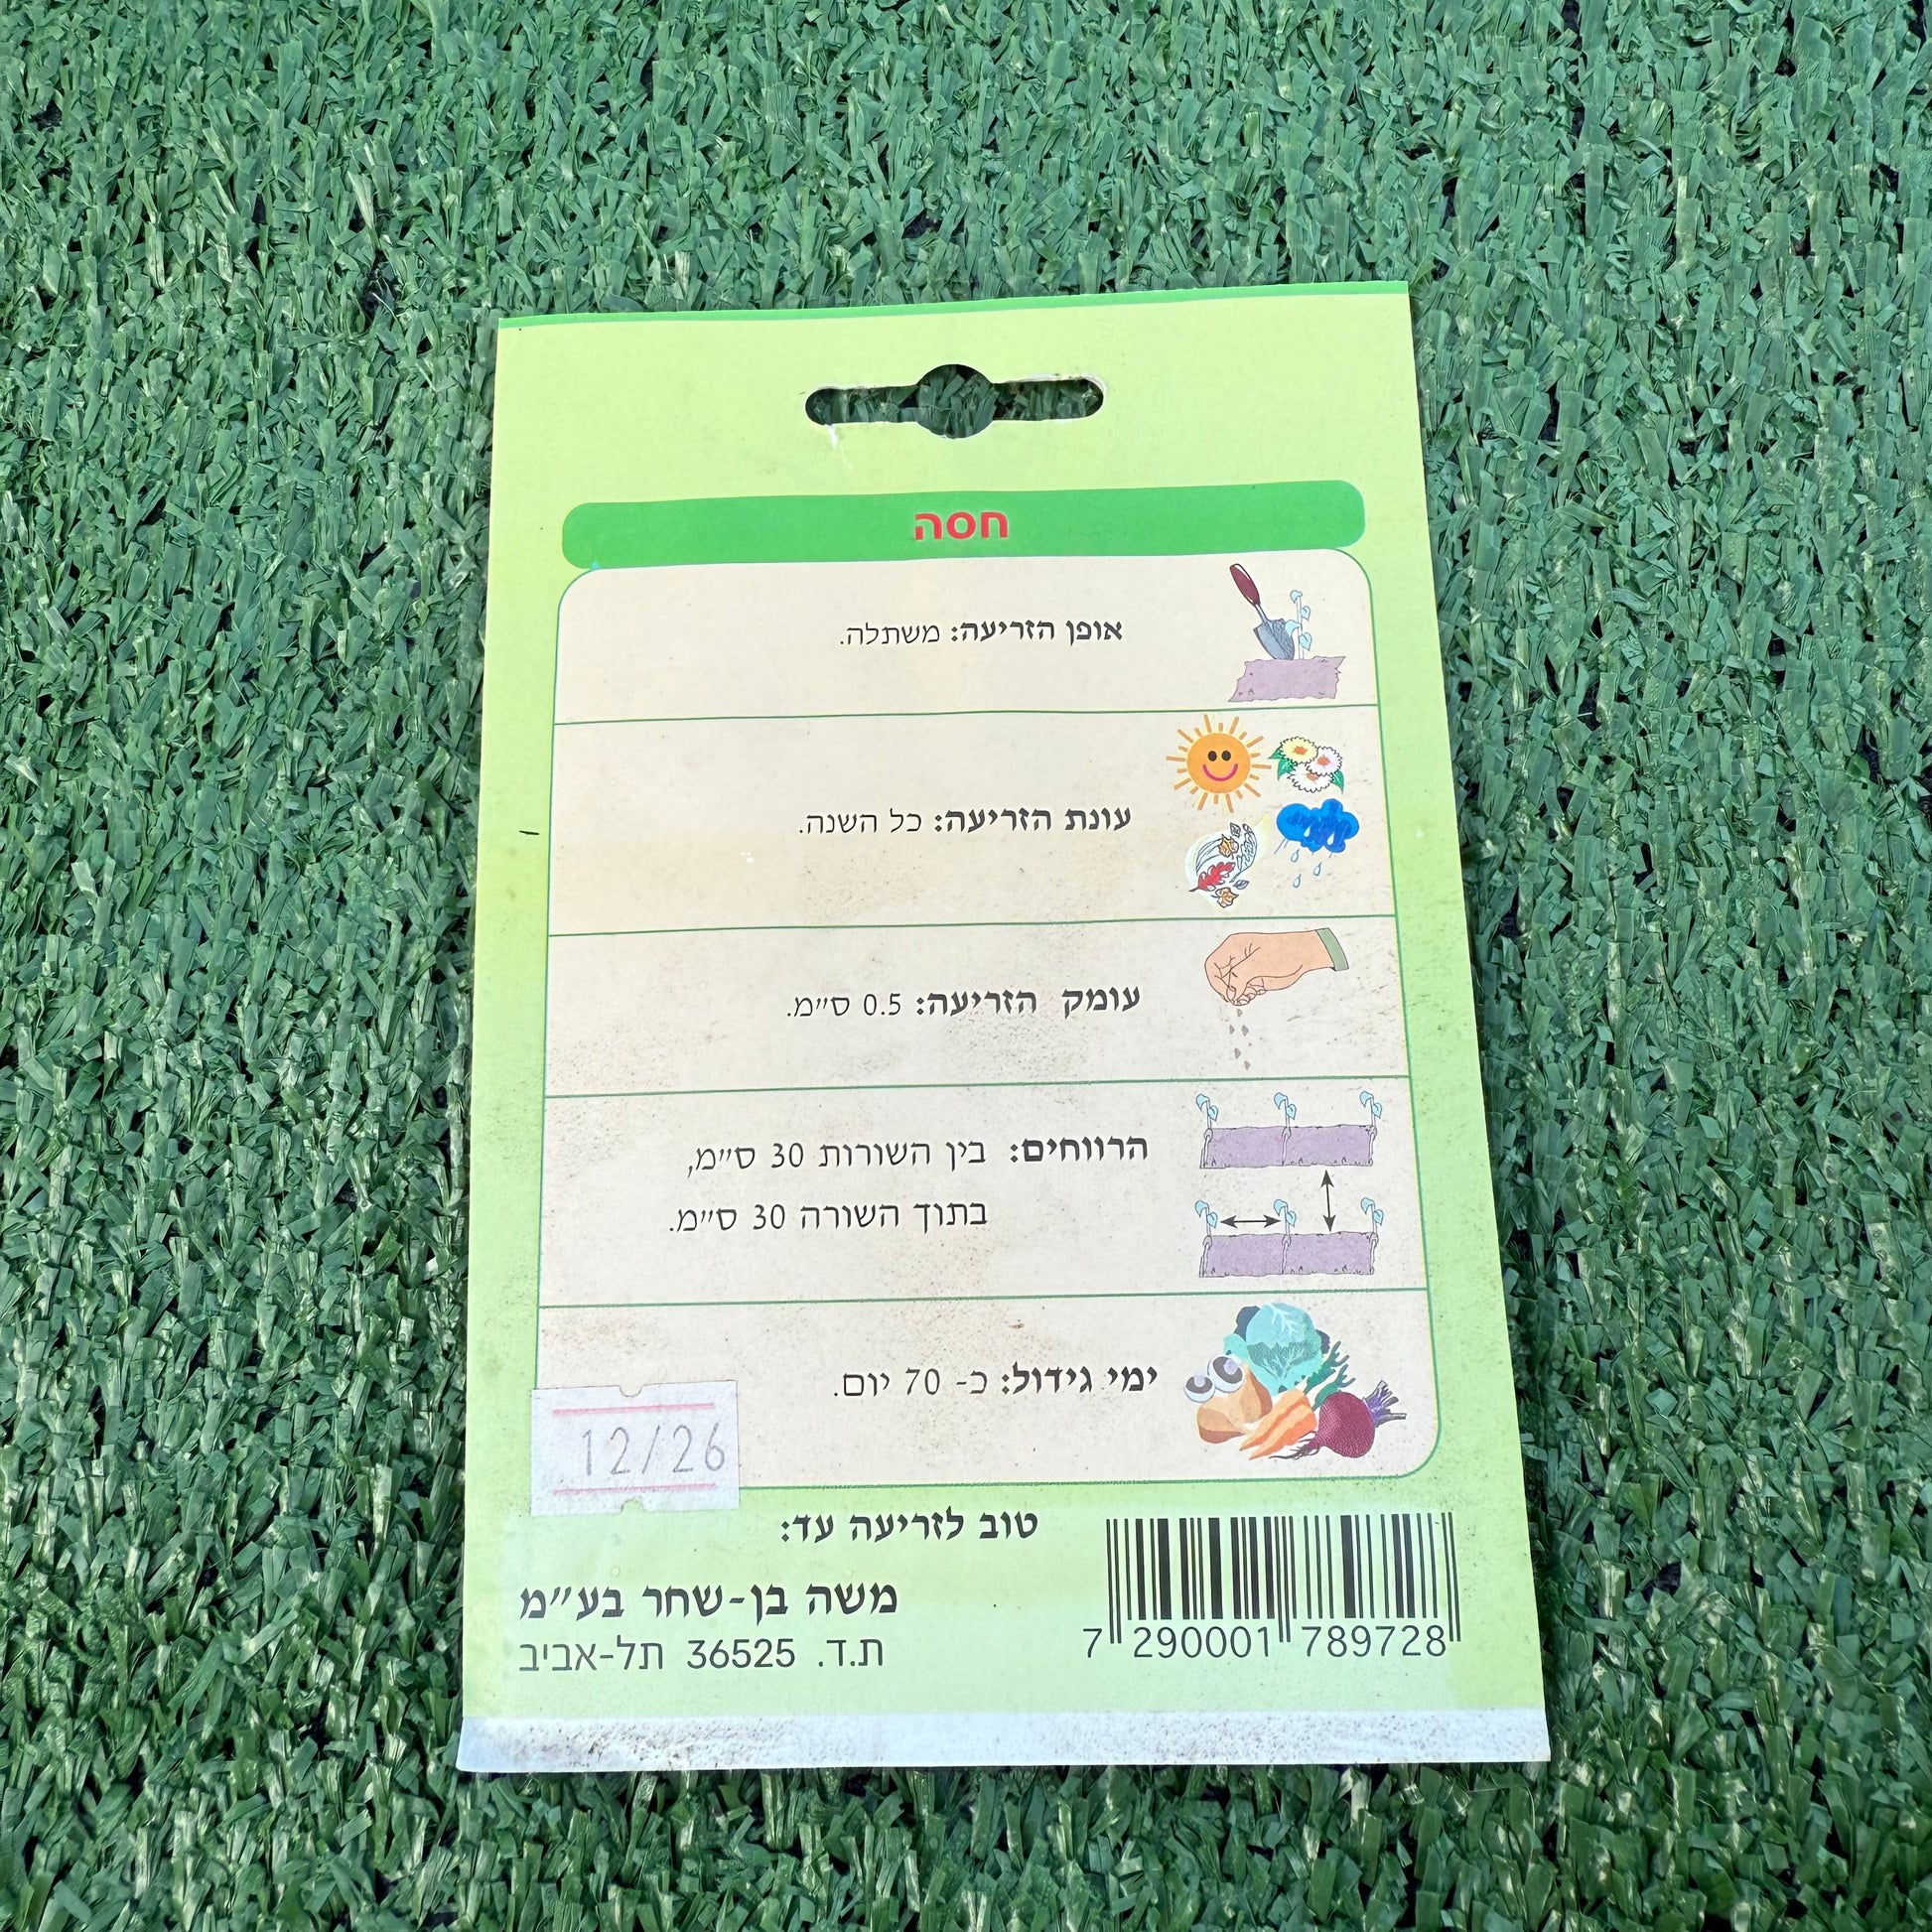 חסה
אופן הזריעה: משתלה.
עונת הזריעה: כל השנה.
עומק הזריעה: 0.5 ס״מ.
הרווחים: בין השורות 30 ס״מ,
בתוך השורה 30 ס״מ.
ימי גידול: כ- 70 יום.
12/26
טוב לזריעה עד:
משה בן-שחר בע״מ
ת.ד. 36525 תל-אביב
7 290001 789728